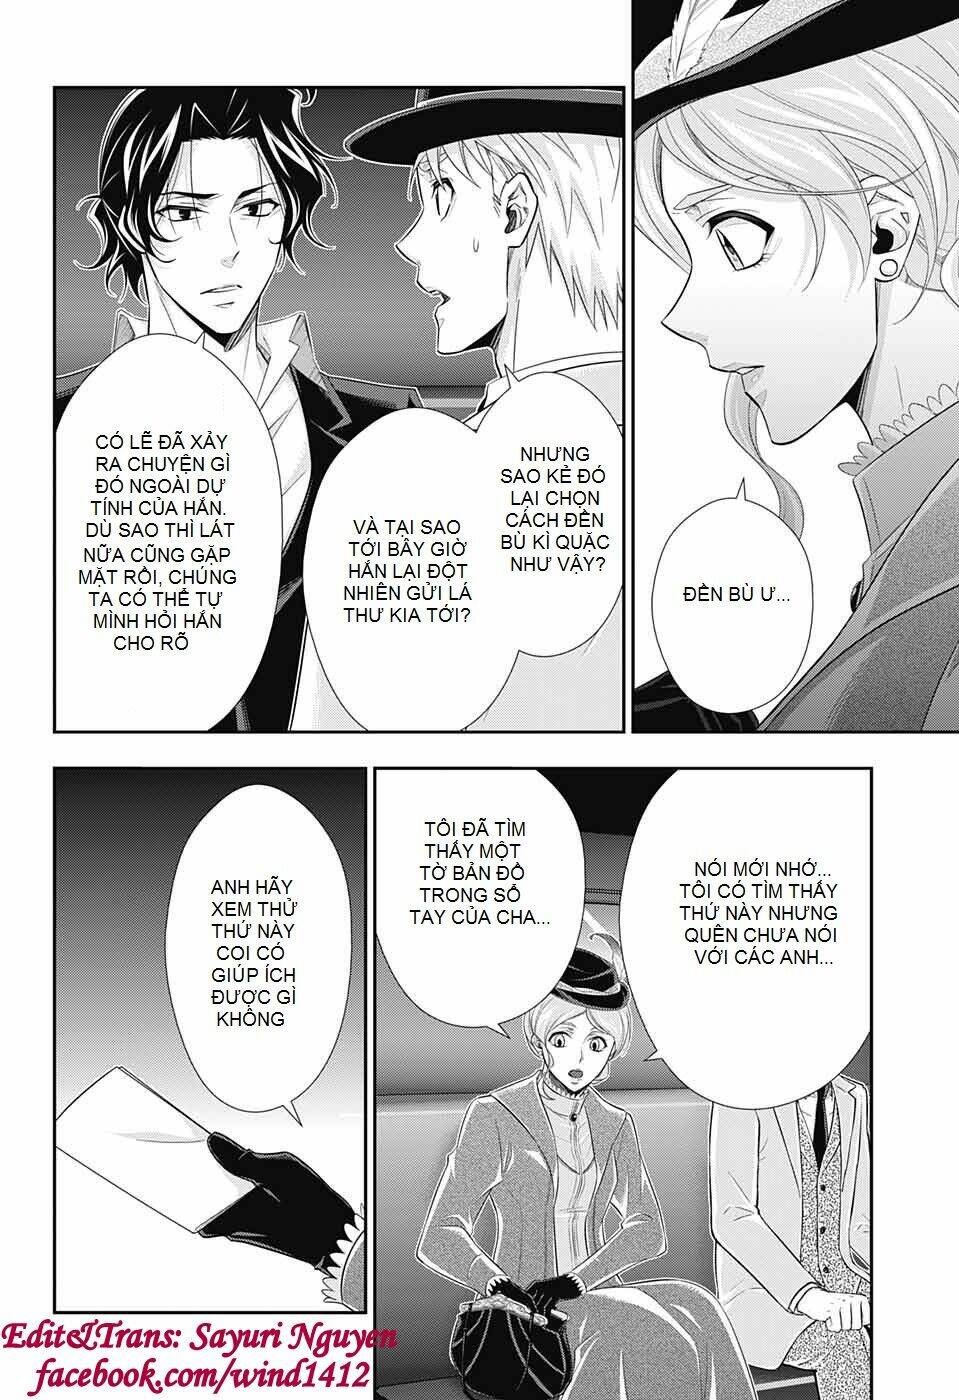 ĐỀN BÙ Ư...
NHƯNG
SAO KẺ ĐÓ
LẠI CHỌN
CÁCH ĐỀN
BÙ KÌ QUẶC
NHƯ VẬY?
VÀ TẠI SAO
TỚI BÂY GIỜ
HẮN LẠI ĐỘT
NHIÊN GỬI LÁ
THƯ KIA TỚI?
CÓ LẼ ĐÃ XẢY
RA CHUYỆN GÌ
ĐÓ NGOÀI DỰ
TÍNH CỦA HẮN.
DÙ SAO THÌ LÁT
NỮA CŨNG GẶP
MẶT RỒI, CHÚNG
TA CÓ THỂ TỰ
MÌNH HỎI HẮN
CHO RÕ
NÓI MỚI NHỚ...
TÔI CÓ TÌM THẤY
THỨ NÀY NHƯNG
QUÊN CHƯA NÓI
VỚI CÁC ANH...
TÔI ĐÃ TÌM
THẤY MỘT
TỜ BẢN ĐỒ
TRONG SỔ
TAY CỦA CHA...
ANH HÃY
XEM THỬ
THỨ NÀY
COI CÓ
GIÚP ÍCH
ĐƯỢC GÌ
KHÔNG
Edit&Trans: Sayuri Nguyen
facebook.com/wind1412